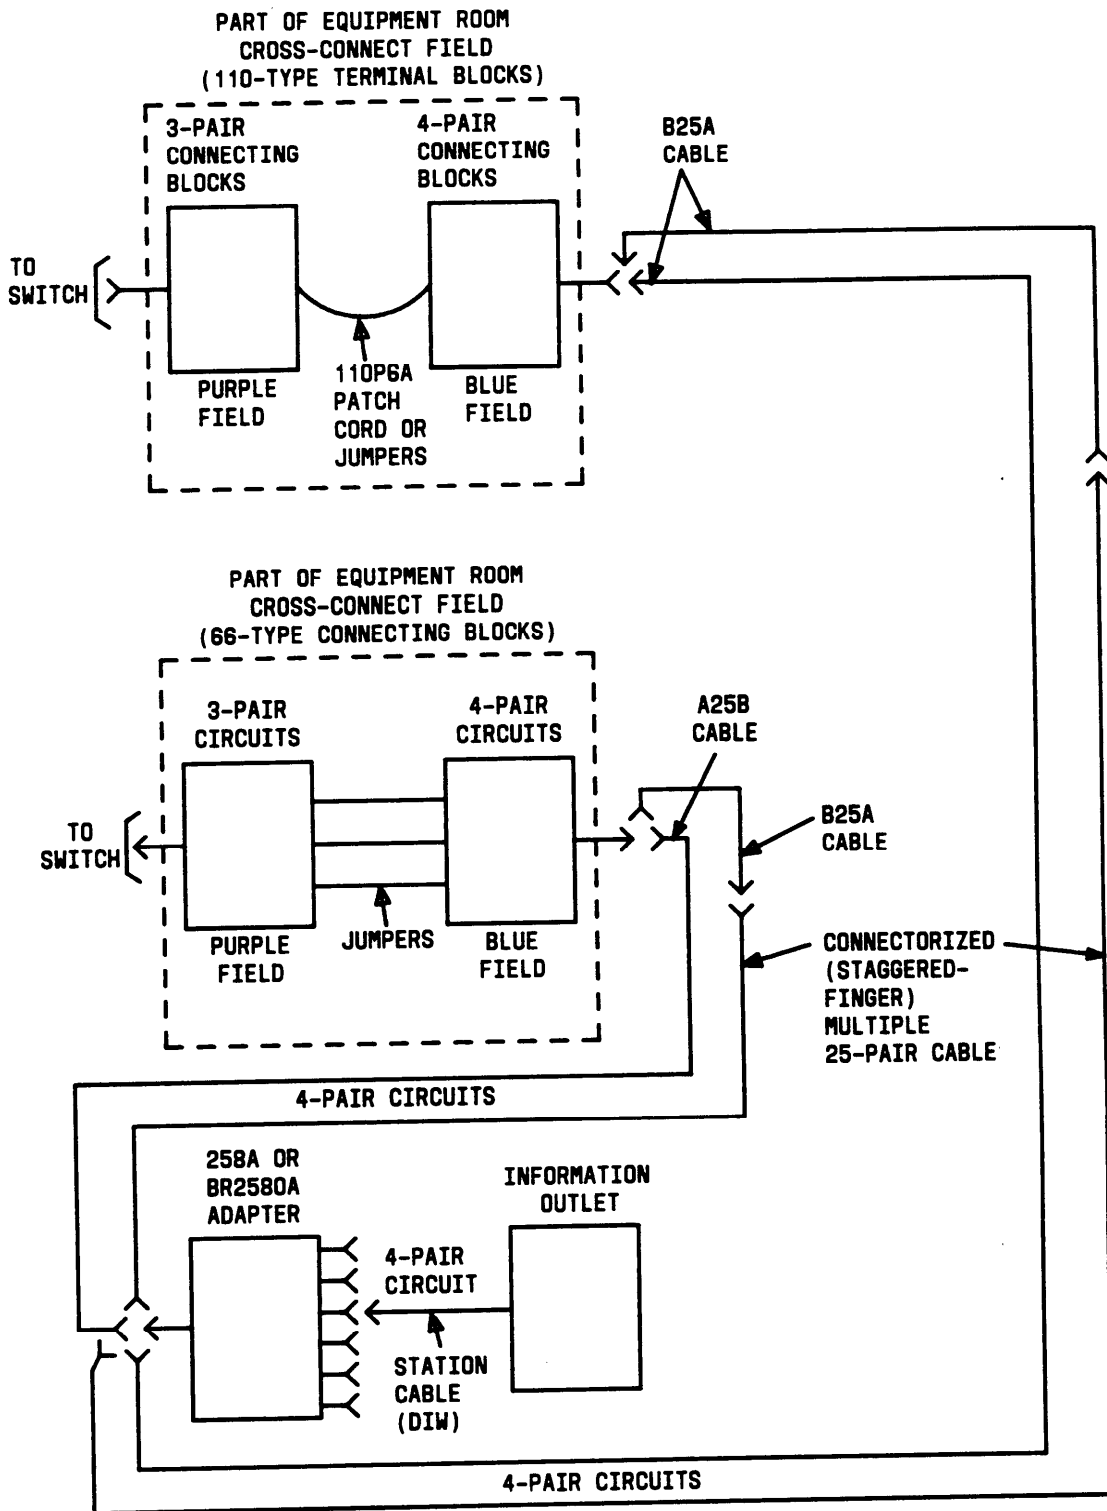 PART OF EQUIPMENT ROOM
CROSS-CONNECT FIELD
(110-TYPE TERMINAL BLOCKS)
3-PAIR
CONNECTING
BLOCKS
4-PAIR
CONNECTING
BLOCKS
B25A
CABLE
TO
SWITCH
PURPLE
FIELD
110P6A
PATCH
CORD OR
JUMPERS
BLUE
FIELD
PART OF EQUIPMENT ROOM
CROSS-CONNECT FIELD
(66-TYPE CONNECTING BLOCKS)
3-PAIR
CIRCUITS
4-PAIR
CIRCUITS
A25B
CABLE
B25A
CABLE
TO
SWITCH
PURPLE
FIELD
JUMPERS
BLUE
FIELD
CONNECTORIZED
(STAGGERED-
FINGER)
MULTIPLE
25-PAIR CABLE
4-PAIR CIRCUITS
258A OR
BR2580A
ADAPTER
INFORMATION
OUTLET
4-PAIR
CIRCUIT
STATION
CABLE
(DIW)
4-PAIR CIRCUITS